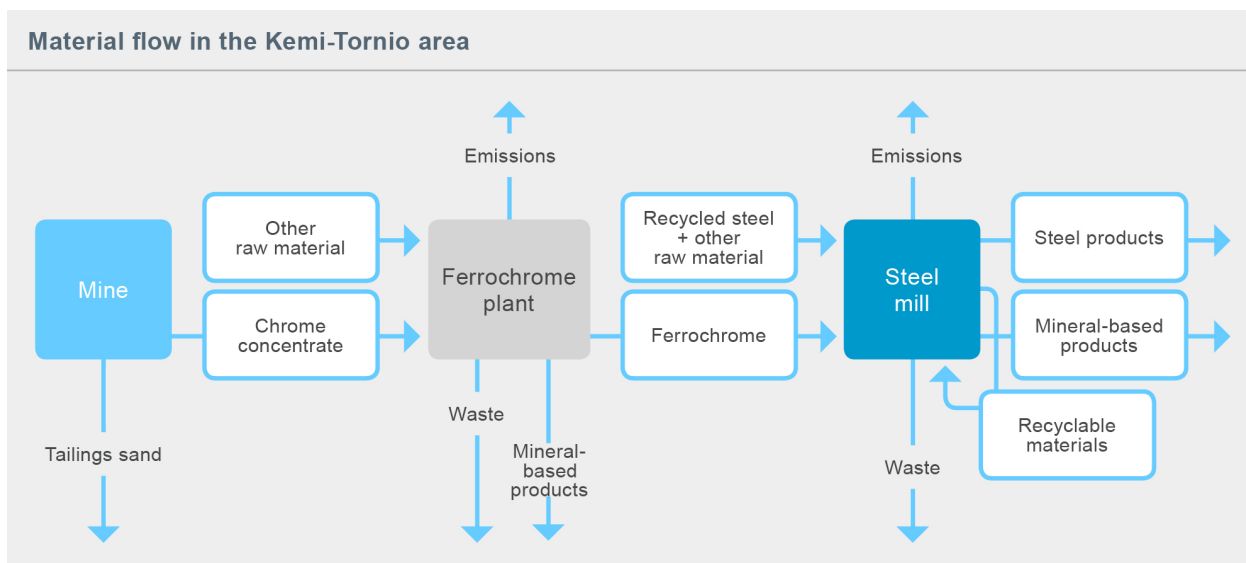 Material flow in the Kemi-Tornio area
Emissions
Emissions
Other
raw material
Recycled steel
+ other
raw material
Steel products
Mine
Ferrochrome
plant
Steel
mill
Chrome
concentrate
Ferrochrome
Mineral-based
products
Waste
Recyclable
materials
Tailings sand
Mineral-
based
products
Waste